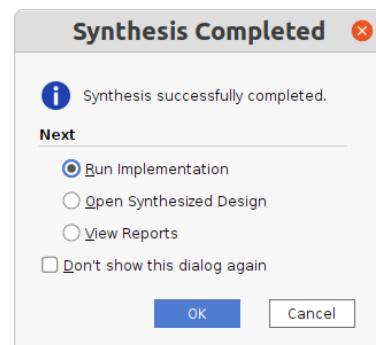 Synthesis Completed
Synthesis successfully completed.
Next
Run Implementation
Open Synthesized Design
View Reports
Don't show this dialog again
OK
Cancel